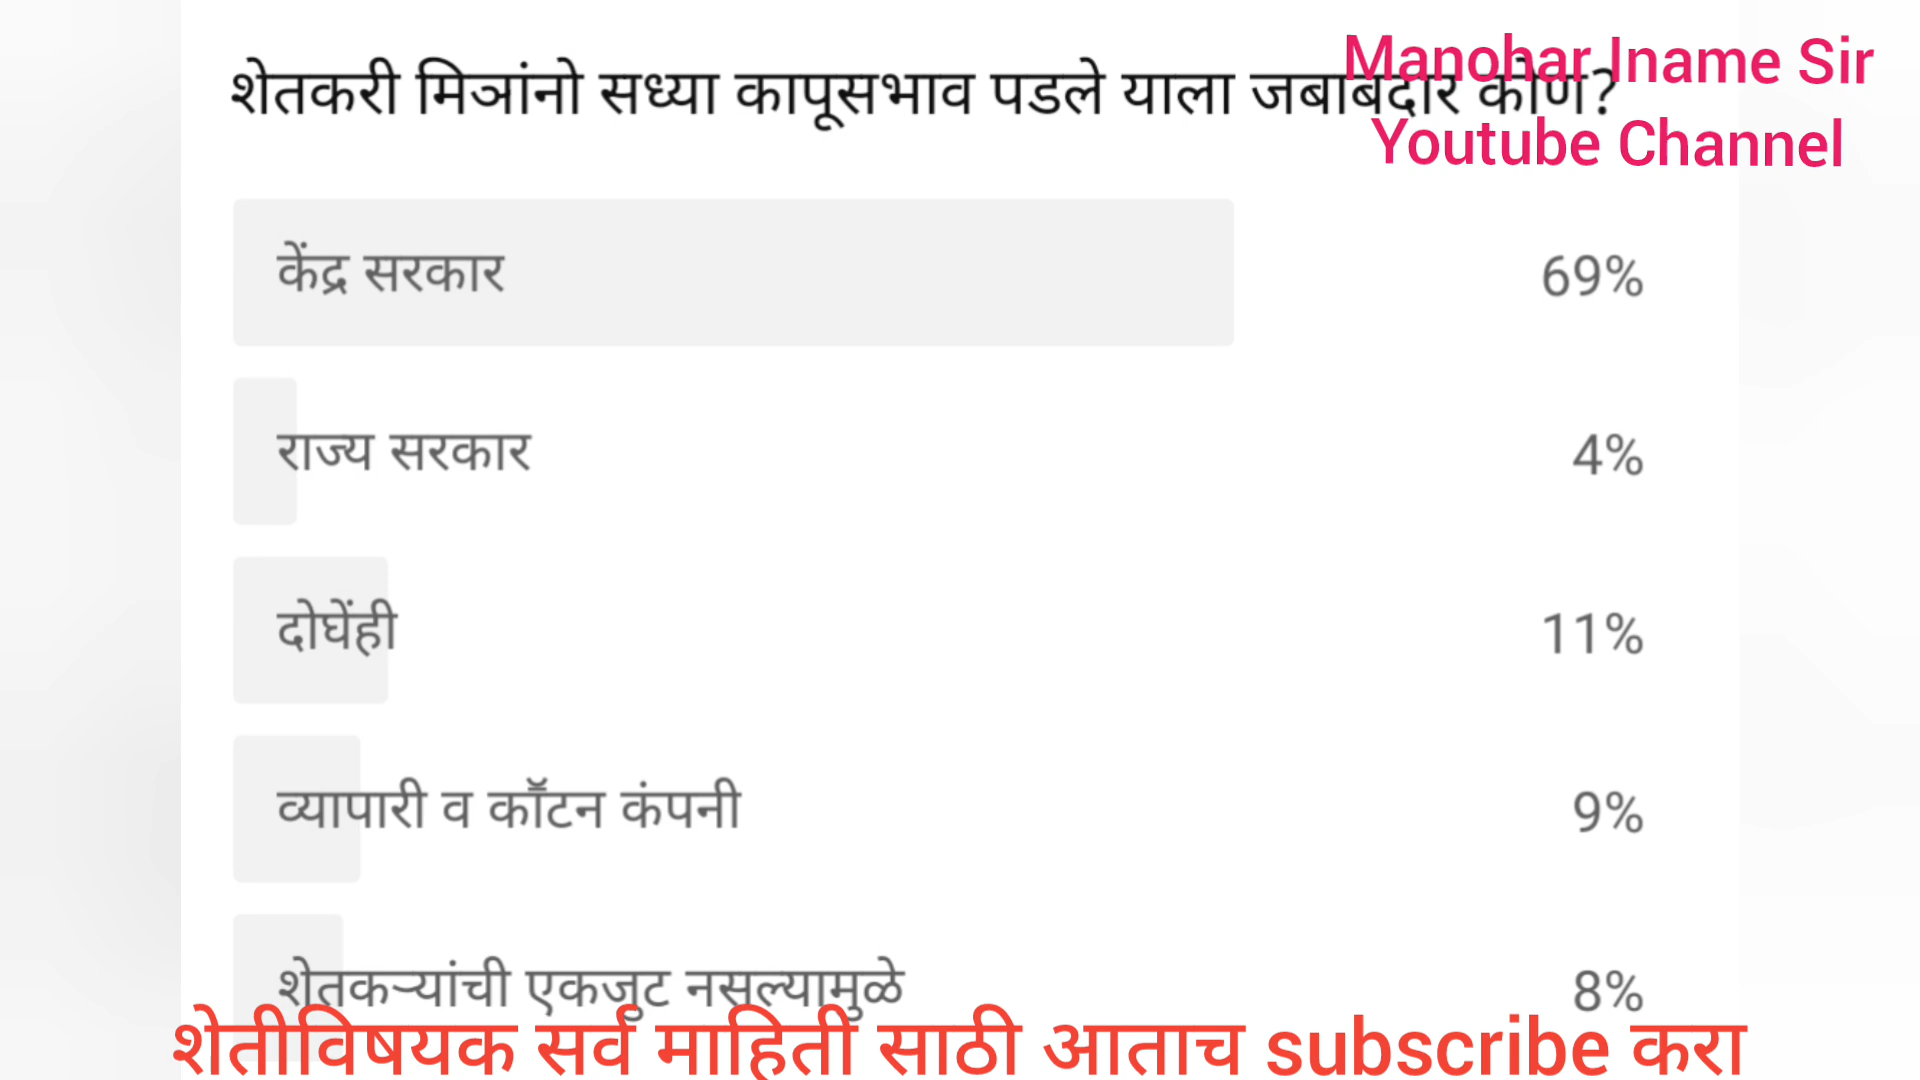 Manohar Iname Sir
Youtube Channel
शेतकरी मिञांनो सध्या कापूसभाव पडले याला जबाबदार कोण?
केंद्र सरकार 69%
राज्य सरकार 4%
दोघेंही 11%
व्यापारी व कॉटन कंपनी 9%
शेतकऱ्यांची एकजुट नसल्यामुळे 8%
शेतीविषयक सर्व माहिती साठी आताच subscribe करा